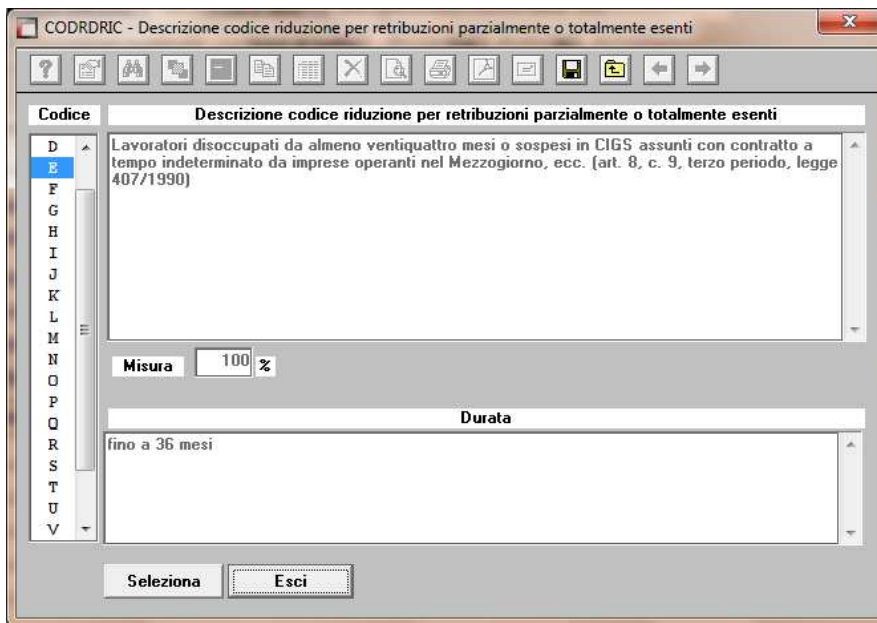 CODRDRIC - Descrizione codice riduzione per retribuzioni parzialmente o totalmente esenti
Codice
Descrizione codice riduzione per retribuzioni parzialmente o totalmente esenti
D
E
F
G
H
I
J
K
L
M
N
O
P
Q
R
S
T
U
V
Lavoratori disoccupati da almeno ventiquattro mesi o sospesi in CIGS assunti con contratto a
tempo indeterminato da imprese operanti nel Mezzogiorno, ecc. (art. 8, c. 9, terzo periodo, legge
407/1990)
Misura 100 %
Durata
fino a 36 mesi
Seleziona Esci